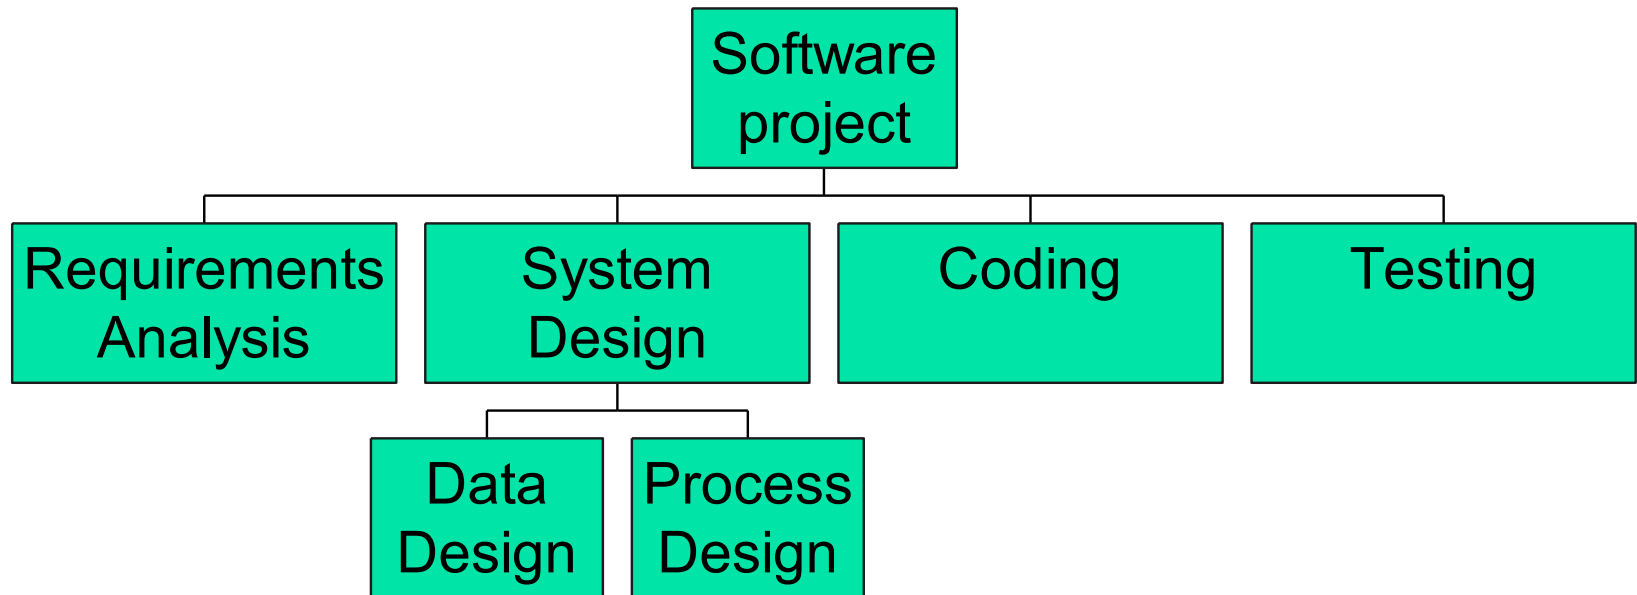 Software
project
Requirements
Analysis
System
Design
Coding
Testing
Data
Design
Process
Design